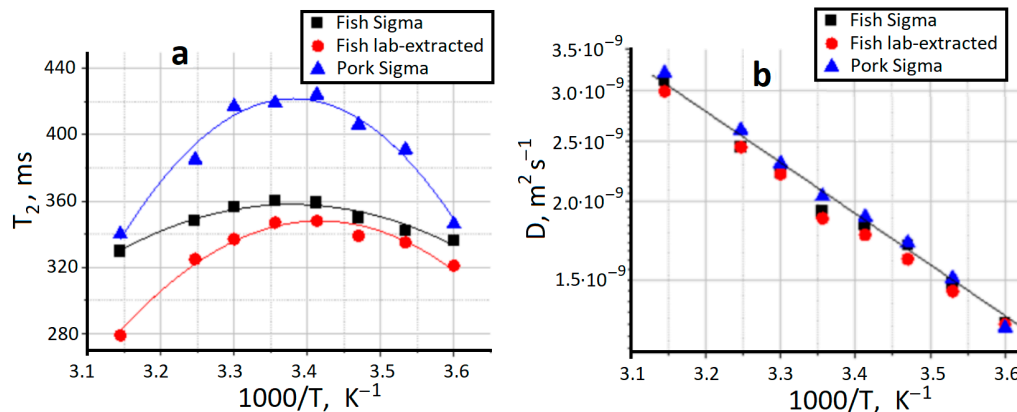 Fish Sigma
Fish lab-extracted
Pork Sigma
a
440
400
360
320
280
T₂, ms
3.1 3.2 3.3 3.4 3.5 3.6
1000/T, K⁻¹
Fish Sigma
Fish lab-extracted
Pork Sigma
b
3.5·10⁻⁹
3.0·10⁻⁹
2.5·10⁻⁹
2.0·10⁻⁹
1.5·10⁻⁹
D, m² s⁻¹
3.1 3.2 3.3 3.4 3.5 3.6
1000/T, K⁻¹